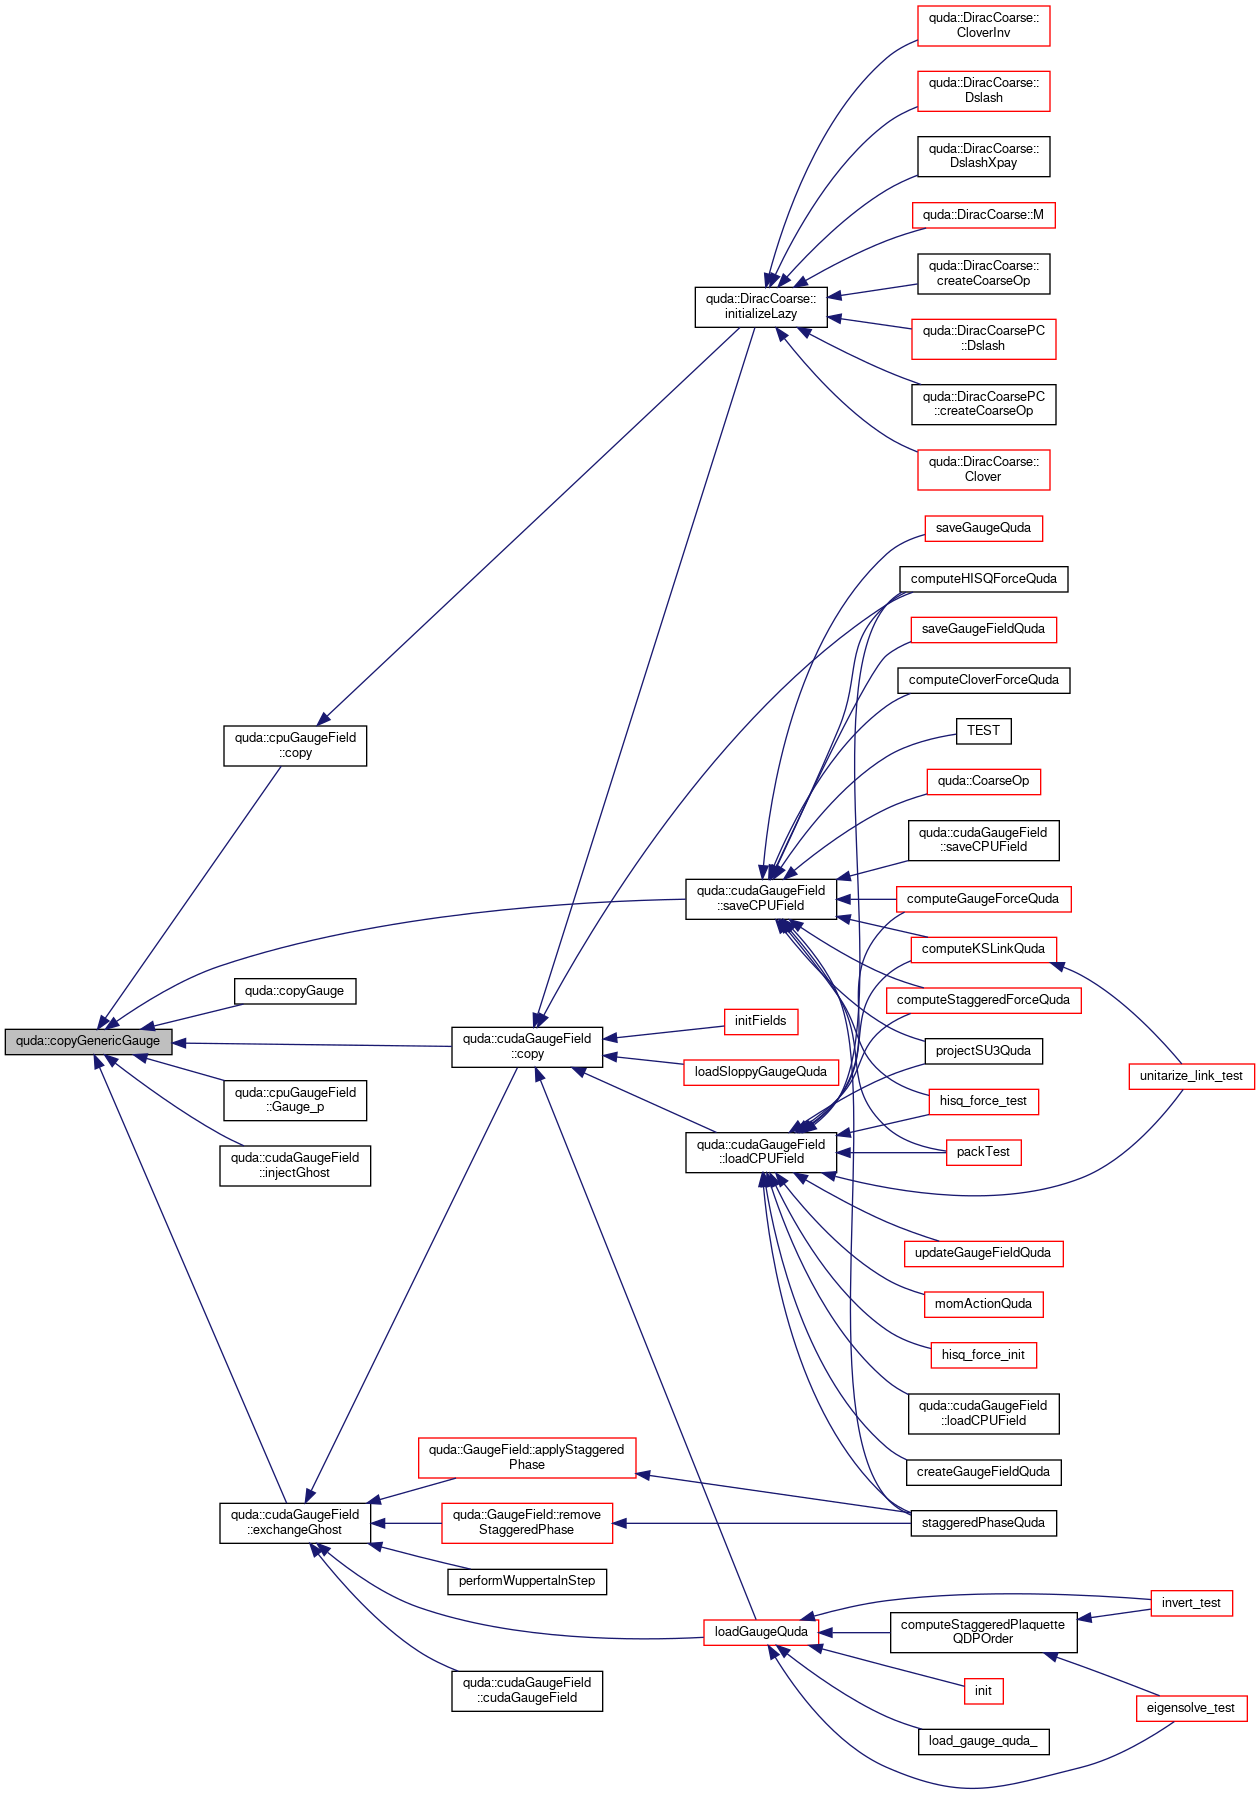 quda::DiracCoarse::
CloverInv
quda::DiracCoarse::
Dslash
quda::DiracCoarse::
DslashXpay
quda::DiracCoarse::M
quda::DiracCoarse::
createCoarseOp
quda::DiracCoarse::
initializeLazy
quda::DiracCoarsePC
::Dslash
quda::DiracCoarsePC
::createCoarseOp
quda::DiracCoarse::
Clover
saveGaugeQuda
computeHISQForceQuda
saveGaugeFieldQuda
computeCloverForceQuda
TEST
quda::cpuGaugeField
::copy
quda::CoarseOp
quda::cudaGaugeField
::saveCPUField
quda::cudaGaugeField
::saveCPUField
computeGaugeForceQuda
computeKSLinkQuda
quda::copyGauge
computeStaggeredForceQuda
initFields
quda::copyGenericGauge
quda::cudaGaugeField
::copy
projectSU3Quda
loadSloppyGaugeQuda
unitarize_link_test
quda::cpuGaugeField
::Gauge_p
hisq_force_test
quda::cudaGaugeField
::loadCPUField
packTest
quda::cudaGaugeField
::injectGhost
updateGaugeFieldQuda
momActionQuda
hisq_force_init
quda::cudaGaugeField
::loadCPUField
quda::GaugeField::applyStaggered
Phase
createGaugeFieldQuda
quda::cudaGaugeField
::exchangeGhost
quda::GaugeField::remove
StaggeredPhase
staggeredPhaseQuda
performWuppertalnStep
invert_test
loadGaugeQuda
computeStaggeredPlaquette
QDPOrder
quda::cudaGaugeField
::cudaGaugeField
init
eigensolve_test
load_gauge_quda_